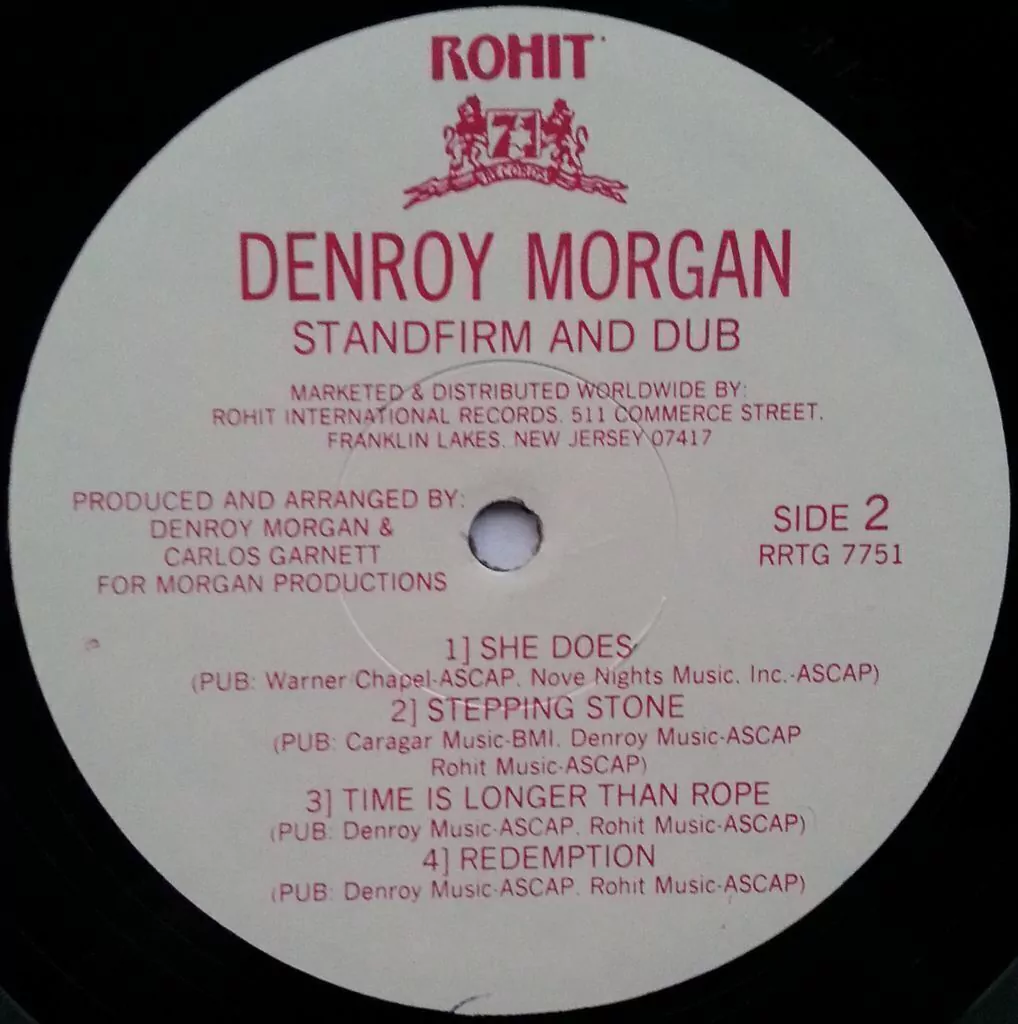 ROHIT
71
RECORDS
DENROY MORGAN
STANDFIRM AND DUB
MARKETED & DISTRIBUTED WORLDWIDE BY:
ROHIT INTERNATIONAL RECORDS. 511 COMMERCE STREET.
FRANKLIN LAKES. NEW JERSEY 07417
PRODUCED AND ARRANGED BY:
DENROY MORGAN &
CARLOS GARNETT
FOR MORGAN PRODUCTIONS
SIDE 2
RRTG 7751
1] SHE DOES
(PUB: Warner/Chapel-ASCAP. Nove Nights Music. Inc.-ASCAP)
2] STEPPING STONE
(PUB: Caragar Music-BMI. Denroy Music-ASCAP
Rohit Music-ASCAP)
3] TIME IS LONGER THAN ROPE
(PUB: Denroy Music-ASCAP. Rohit Music-ASCAP)
4] REDEMPTION
(PUB: Denroy Music-ASCAP. Rohit Music-ASCAP)